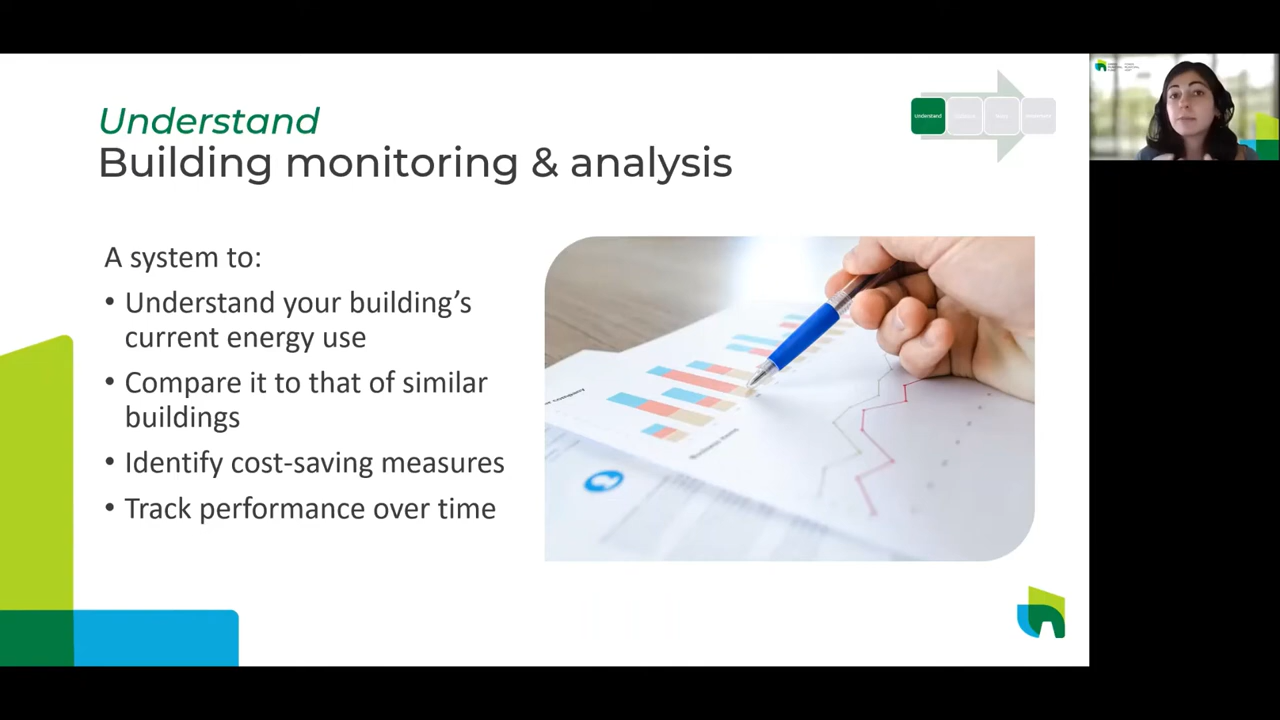 Understand
Building monitoring & analysis
Understand
A system to:
• Understand your building’s
current energy use
• Compare it to that of similar
buildings
• Identify cost-saving measures
• Track performance over time